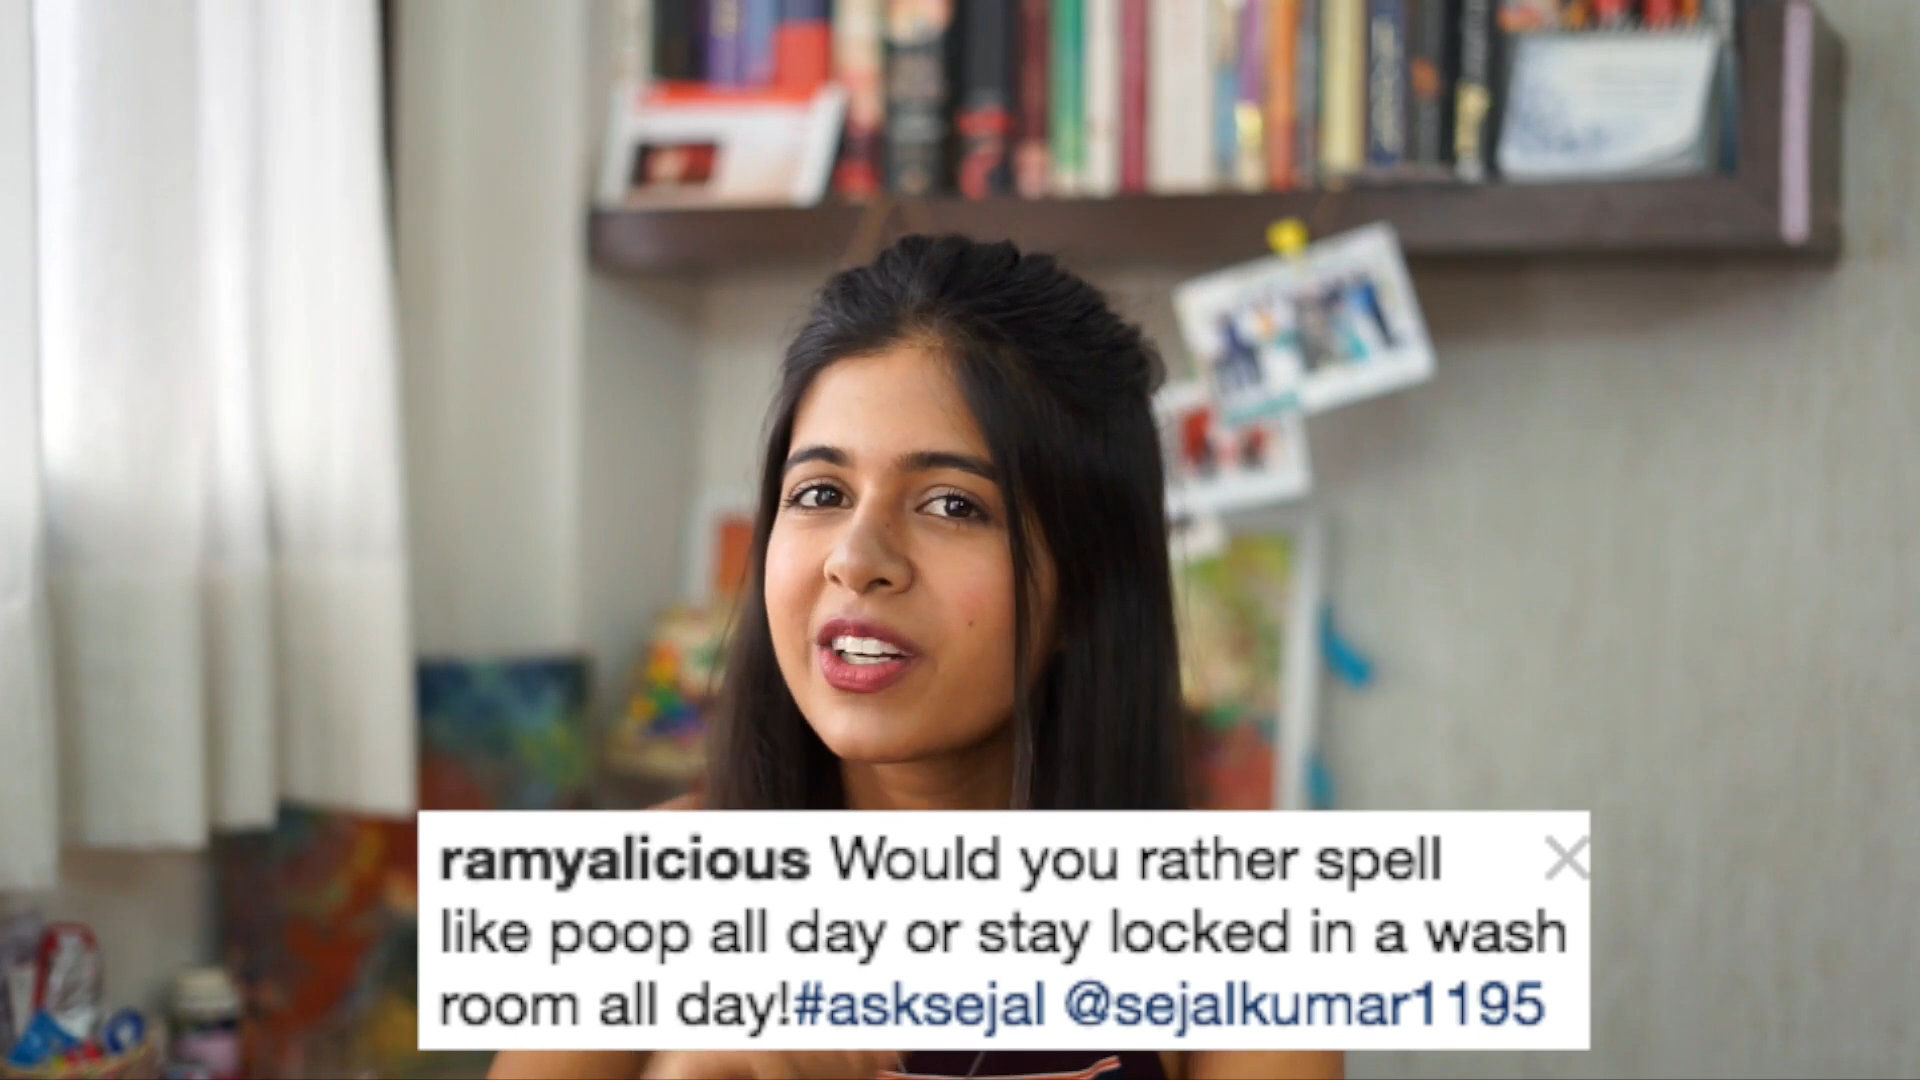 ramyalicious Would you rather spell
like poop all day or stay locked in a wash
room all day!#asksejal @sejalkumar1195